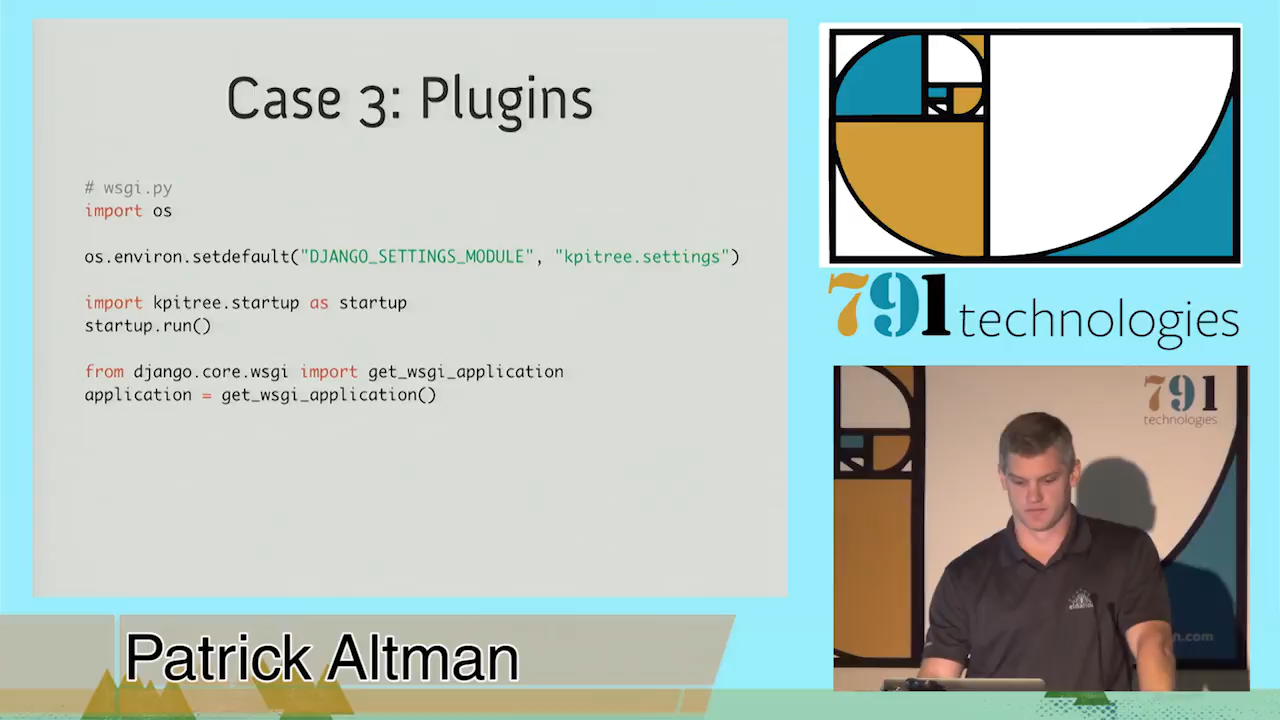 Case 3: Plugins
# wsgi.py
import os
os.environ.setdefault("DJANGO_SETTINGS_MODULE", "kpitree.settings")
import kpitree.startup as startup
startup.run()
from django.core.wsgi import get_wsgi_application
application = get_wsgi_application()
791 technologies
791
technologies
Patrick Altman